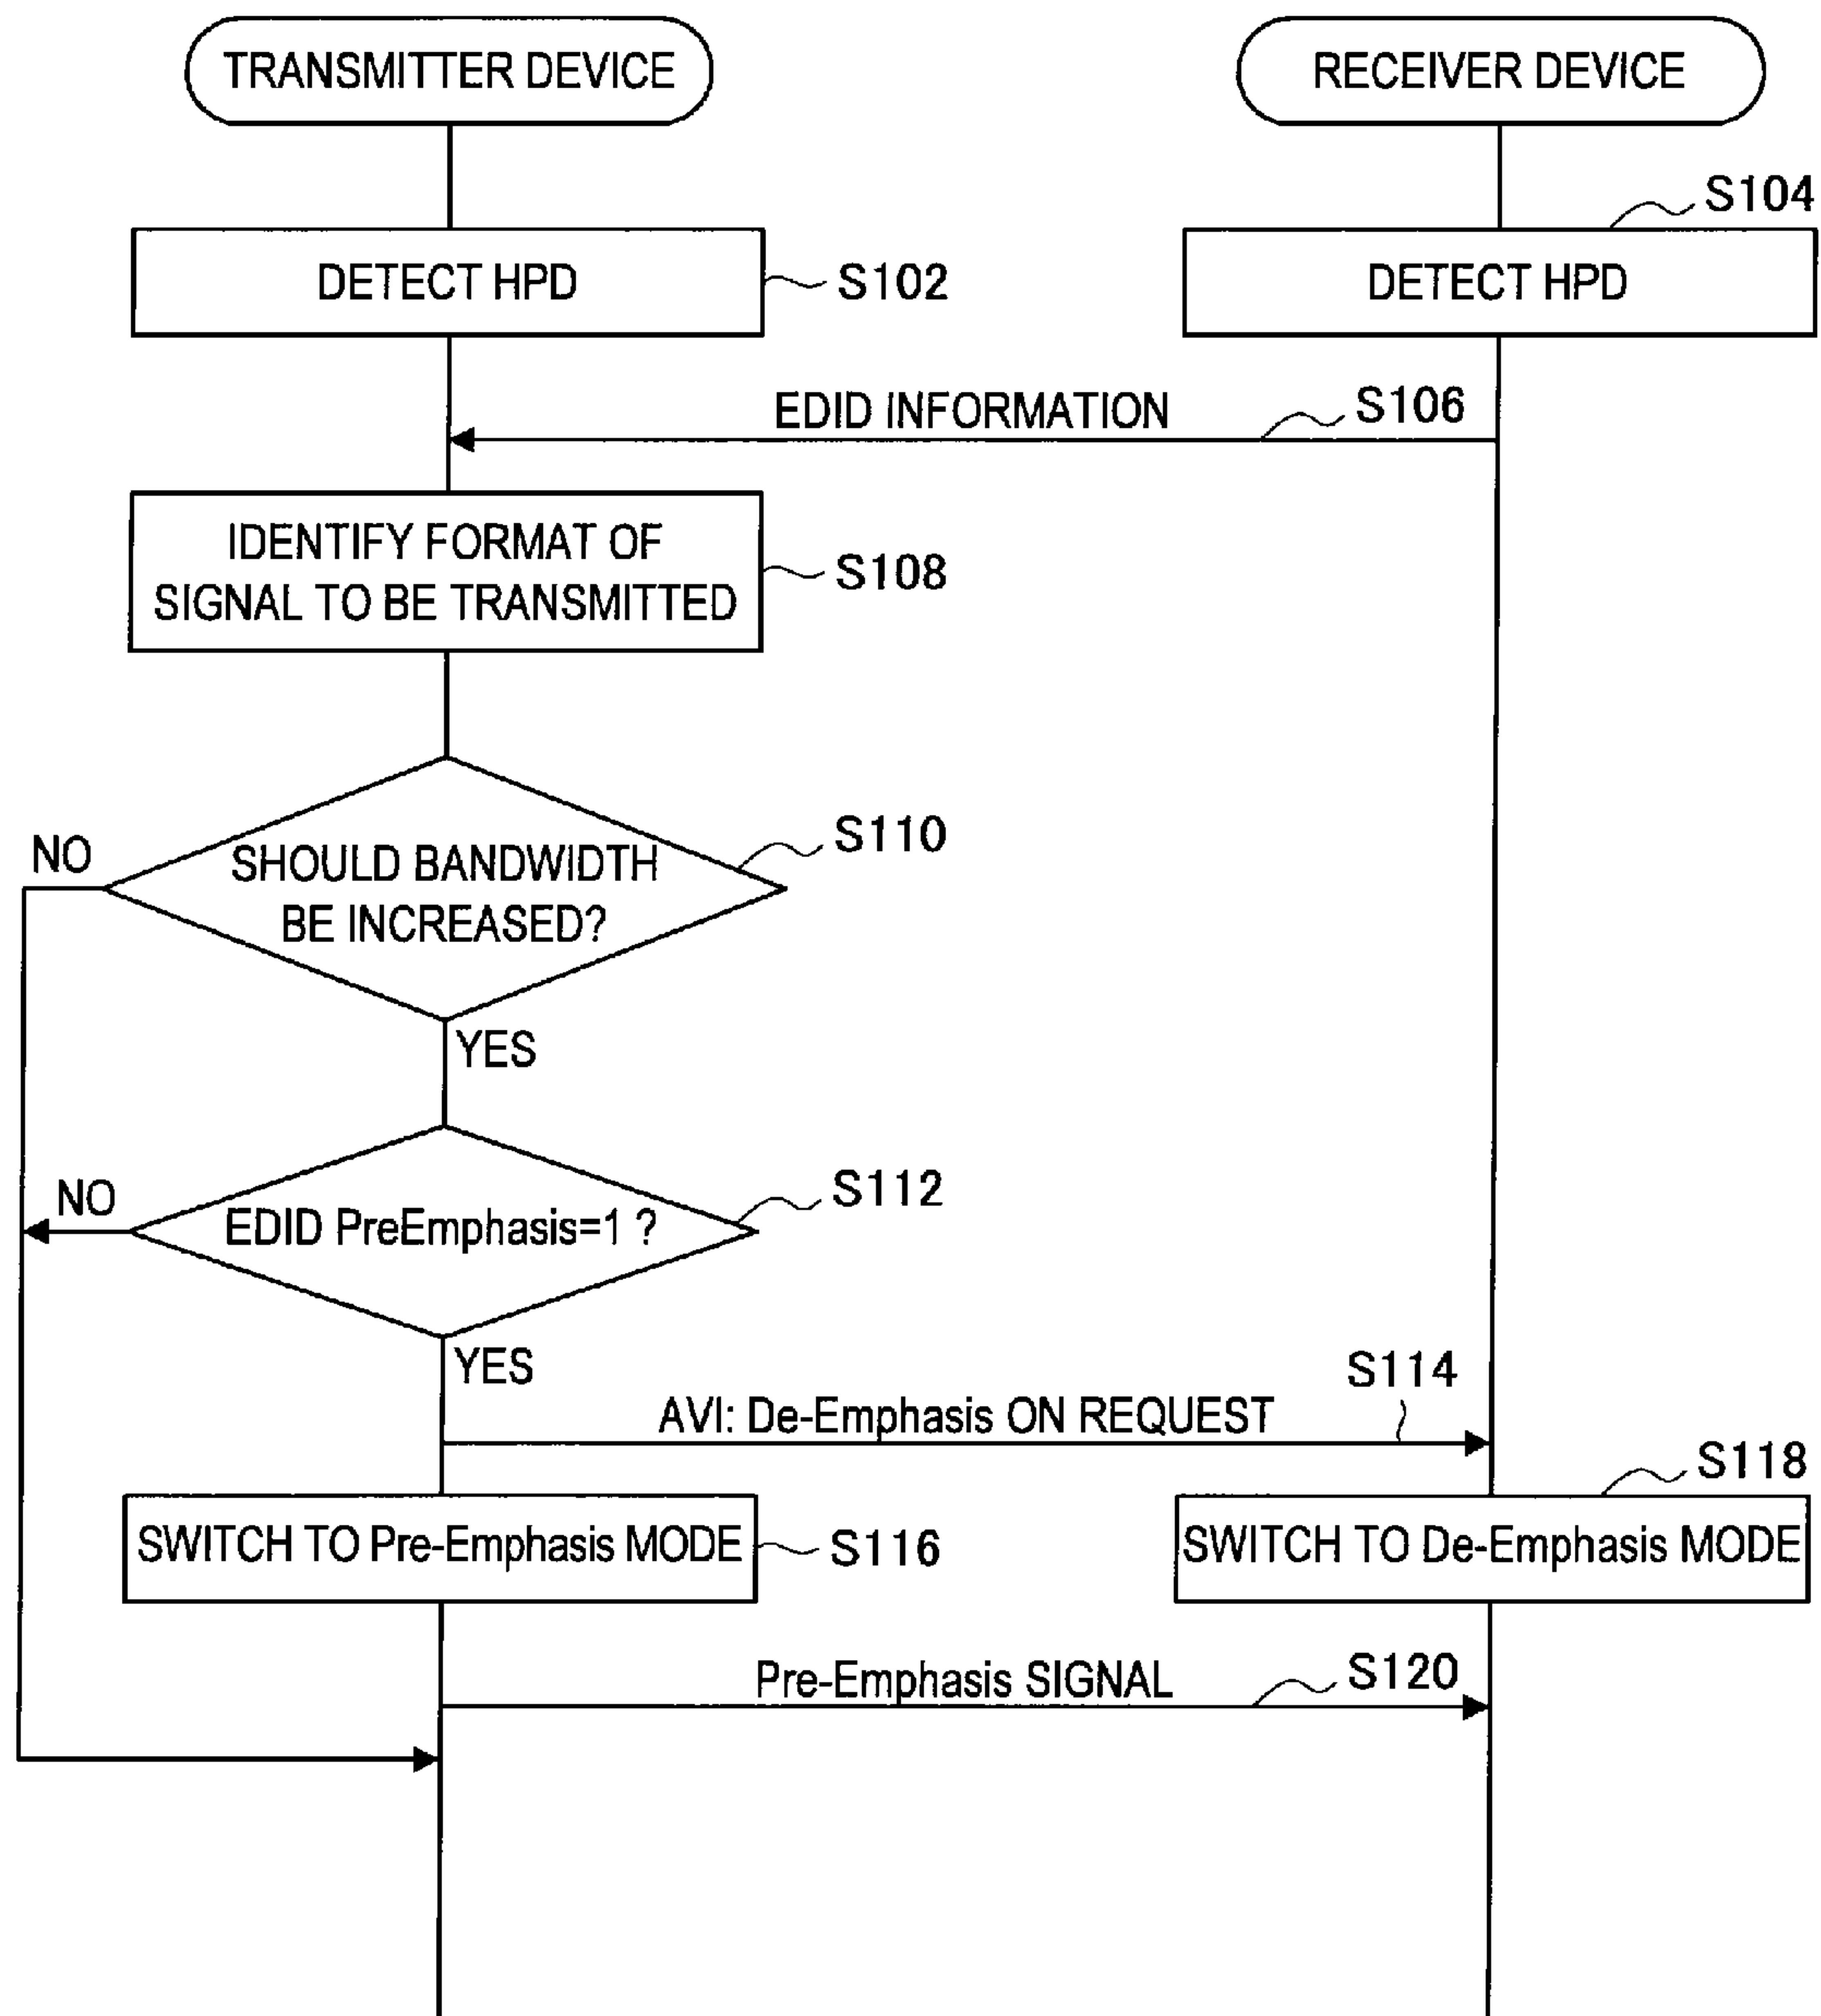 TRANSMITTER DEVICE
RECEIVER DEVICE
S104
DETECT HPD
S102
DETECT HPD
EDID INFORMATION
S106
IDENTIFY FORMAT OF
SIGNAL TO BE TRANSMITTED
S108
S110
NO
SHOULD BANDWIDTH
BE INCREASED?
YES
S112
NO
EDID PreEmphasis=1 ?
YES
S114
AVI: De-Emphasis ON REQUEST
S118
SWITCH TO Pre-Emphasis MODE
S116
SWITCH TO De-Emphasis MODE
Pre-Emphasis SIGNAL
S120